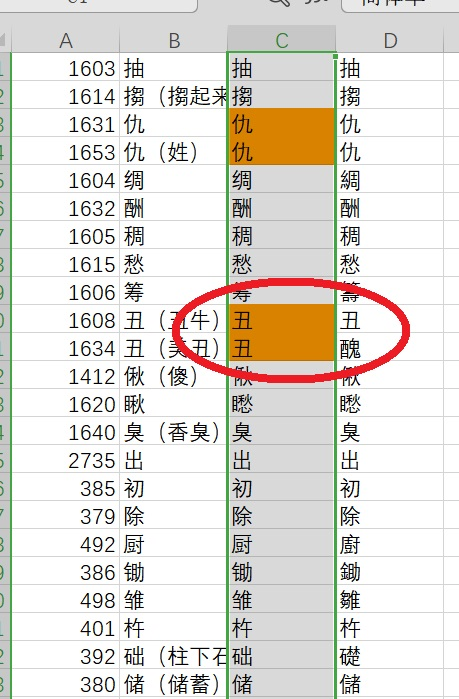 A B C D
1603 抽 抽 抽
1614 搊（搊起来 搊 搊
1631 仇 仇 仇
1653 仇（姓） 仇 仇
1604 绸 绸 綢
1632 酬 酬 酬
1605 稠 稠 稠
1615 愁 愁 愁
1606 筹 筹 籌
1608 丑（丑牛） 丑 丑
1634 丑（美丑） 丑 醜
1412 偢（傻） 偢 偢
1620 瞅 瞅 矁
1640 臭（香臭） 臭 臭
2735 出 出 出
385 初 初 初
379 除 除 除
492 厨 厨 廚
386 锄 锄 鋤
498 雏 雏 雛
401 杵 杵 杵
392 础（柱下石 础 礎
380 储（储蓄） 储 儲